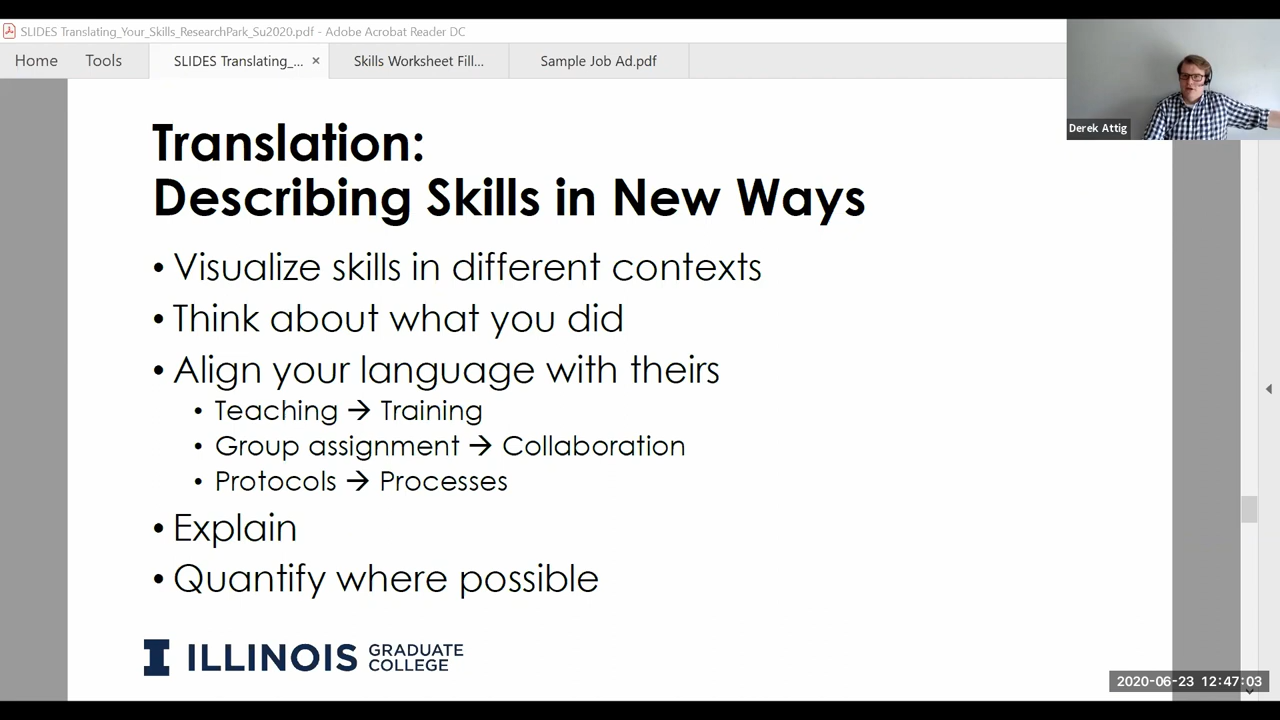 SLIDES Translating_Your_Skills_ResearchPark_Su2020.pdf - Adobe Acrobat Reader DC
Home Tools SLIDES Translating_... × Skills Worksheet Fill... Sample Job Ad.pdf
Derek Attig
Translation:
Describing Skills in New Ways
• Visualize skills in different contexts
• Think about what you did
• Align your language with theirs
• Teaching → Training
• Group assignment → Collaboration
• Protocols → Processes
• Explain
• Quantify where possible
I ILLINOIS GRADUATE
COLLEGE
2020-06-23 12:47:03